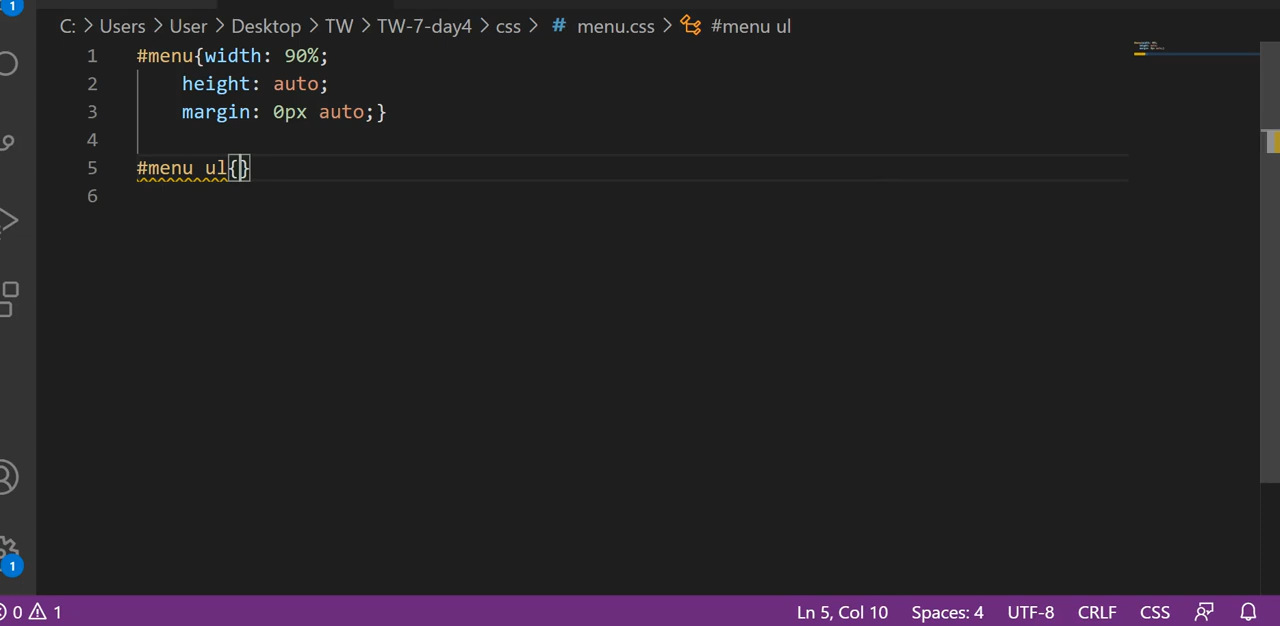 1
C: > Users > User > Desktop > TW > TW-7-day4 > css > # menu.css > #menu ul
1 #menu{width: 90%;
2 height: auto;
3 margin: 0px auto;}
4
5 #menu ul{}
6
1
0 1 Ln 5, Col 10 Spaces: 4 UTF-8 CRLF CSS